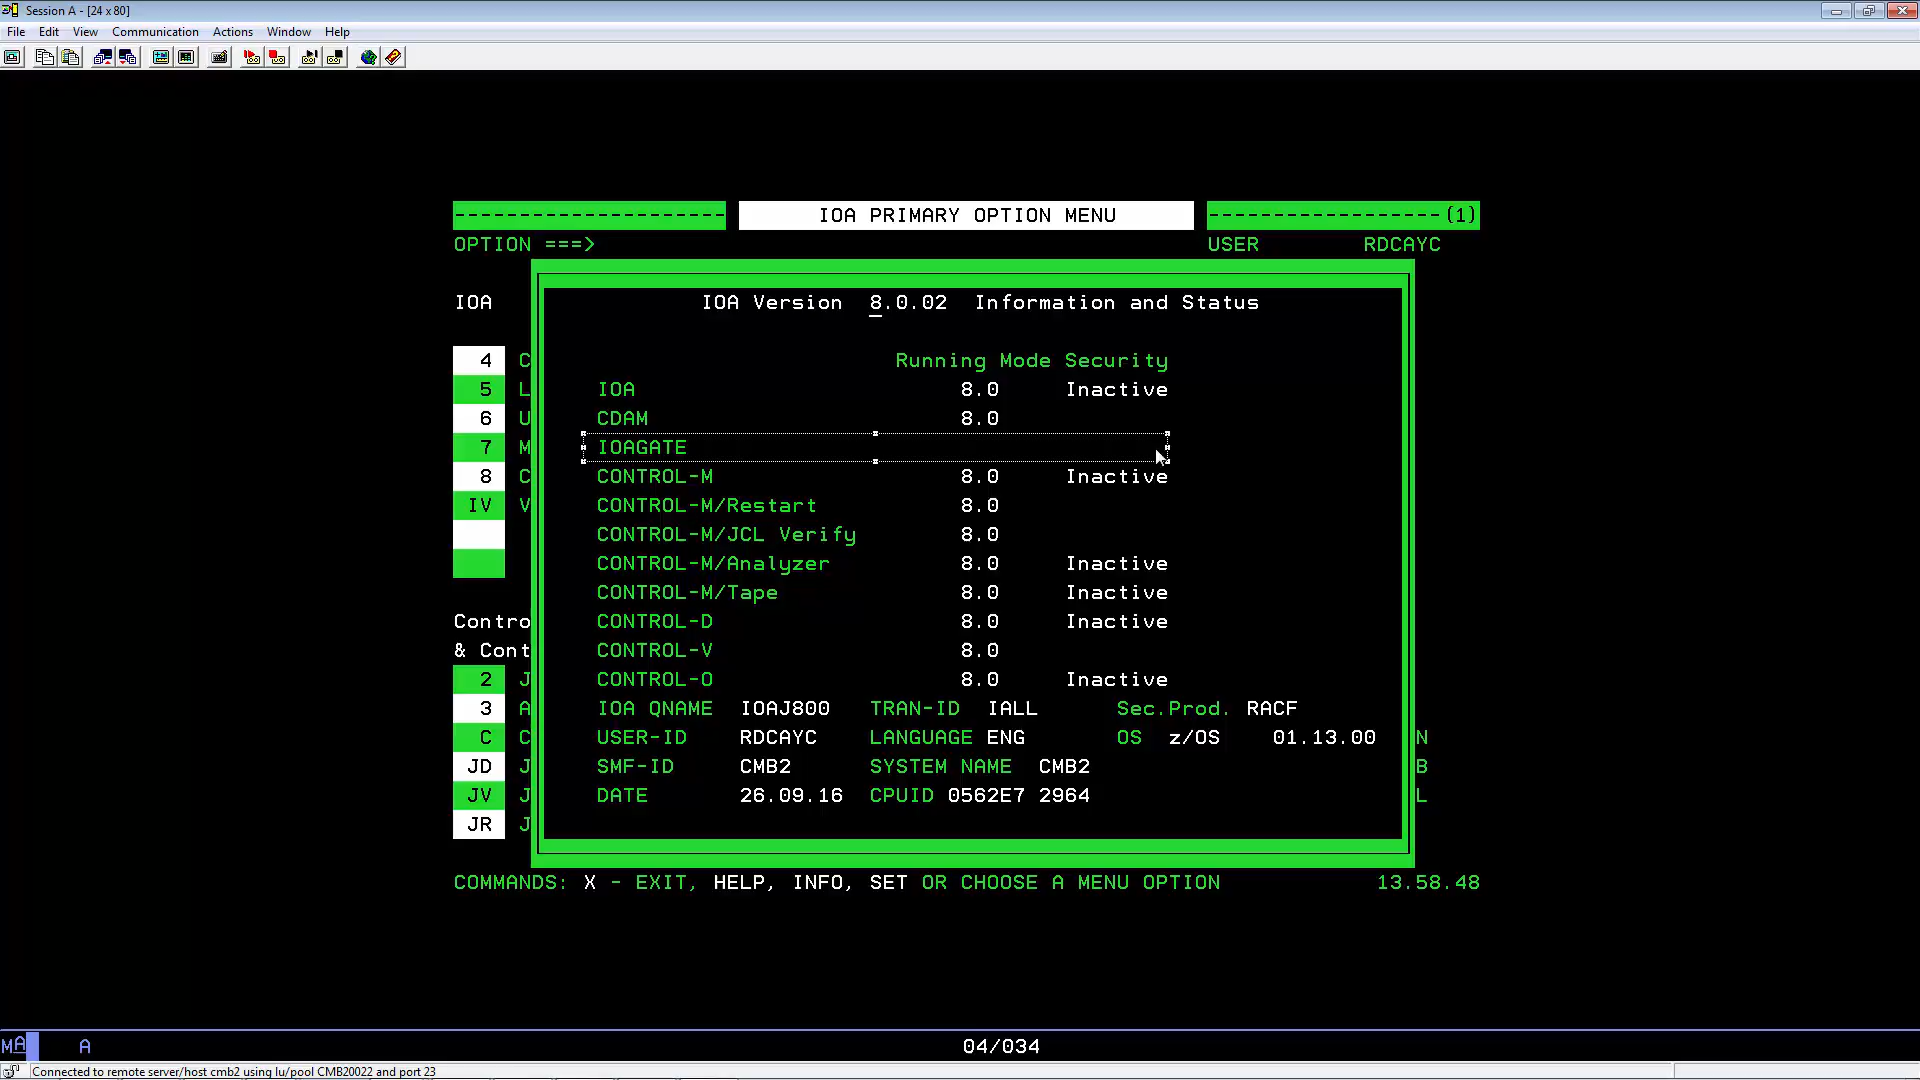 Session A - [24 x 80]
File Edit View Communication Actions Window Help
-------------------- IOA PRIMARY OPTION MENU ------------------(1)
OPTION ===> USER RDCAYC
IOA IOA Version 8.0.02 Information and Status
4 C Running Mode Security
5 L IOA 8.0 Inactive
6 U CDAM 8.0
7 M IOAGATE
8 C CONTROL-M 8.0 Inactive
IV V CONTROL-M/Restart 8.0
CONTROL-M/JCL Verify 8.0
CONTROL-M/Analyzer 8.0 Inactive
CONTROL-M/Tape 8.0 Inactive
Contro CONTROL-D 8.0 Inactive
& Cont CONTROL-V 8.0
2 J CONTROL-O 8.0 Inactive
3 A IOA QNAME IOAJ800 TRAN-ID IALL Sec.Prod. RACF
C C USER-ID RDCAYC LANGUAGE ENG OS z/OS 01.13.00 N
JD J SMF-ID CMB2 SYSTEM NAME CMB2 B
JV J DATE 26.09.16 CPUID 0562E7 2964 L
JR J
COMMANDS: X - EXIT, HELP, INFO, SET OR CHOOSE A MENU OPTION 13.58.48
MA A 04/034
Connected to remote server/host cmb2 using lu/pool CMB20022 and port 23